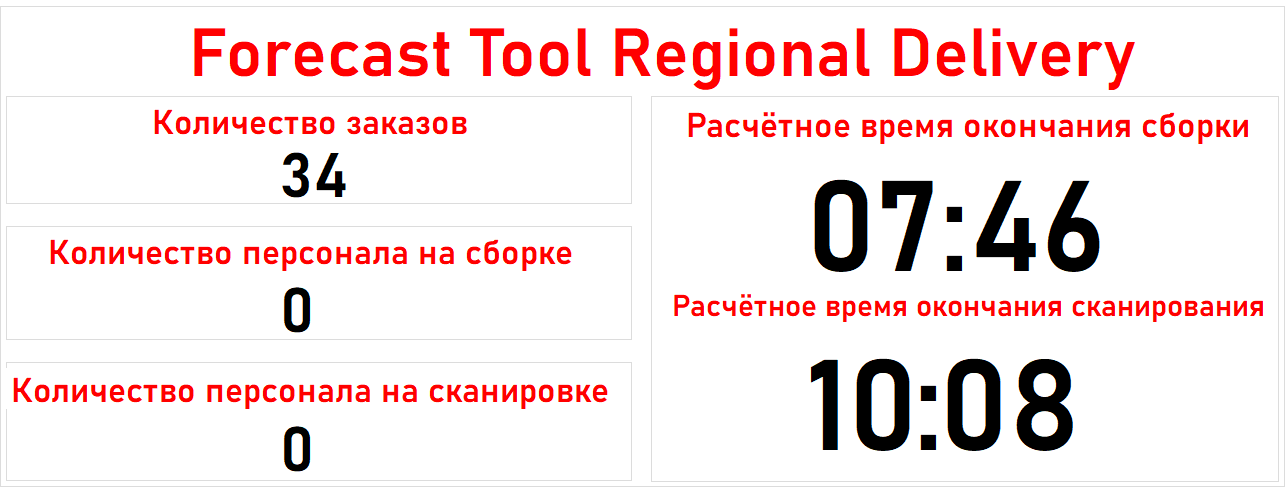 Forecast Tool Regional Delivery
Количество заказов
34
Количество персонала на сборке
0
Количество персонала на сканировке
0
Расчётное время окончания сборки
07:46
Расчётное время окончания сканирования
10:08